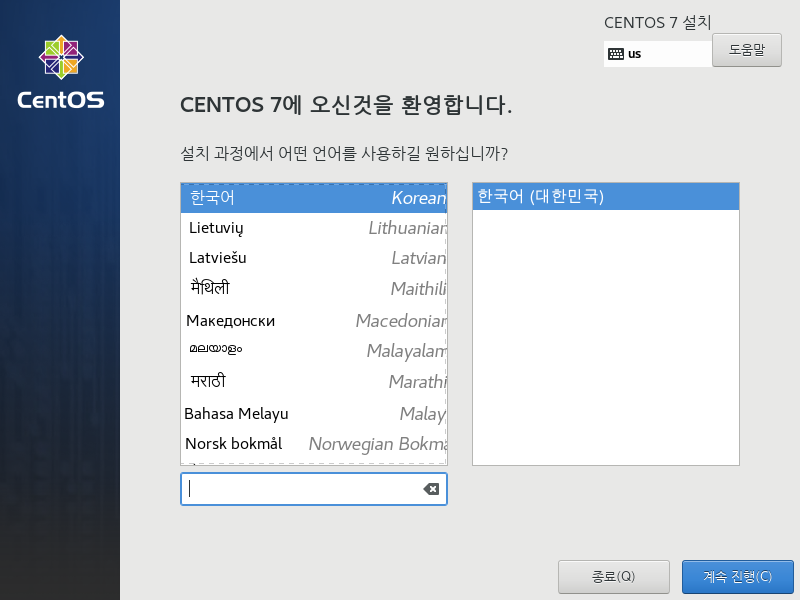 CentOS
CENTOS 7 설치
us
도움말
CENTOS 7에 오신것을 환영합니다.
설치 과정에서 어떤 언어를 사용하길 원하십니까?
한국어 Korean
Lietuvių Lithuanian
Latviešu Latvian
मैथिली Maithili
Македонски Macedonian
മലയാളം Malayalam
मराठी Marathi
Bahasa Melayu Malay
Norsk bokmål Norwegian Bokmå
한국어 (대한민국)
종료(Q)
계속 진행(C)